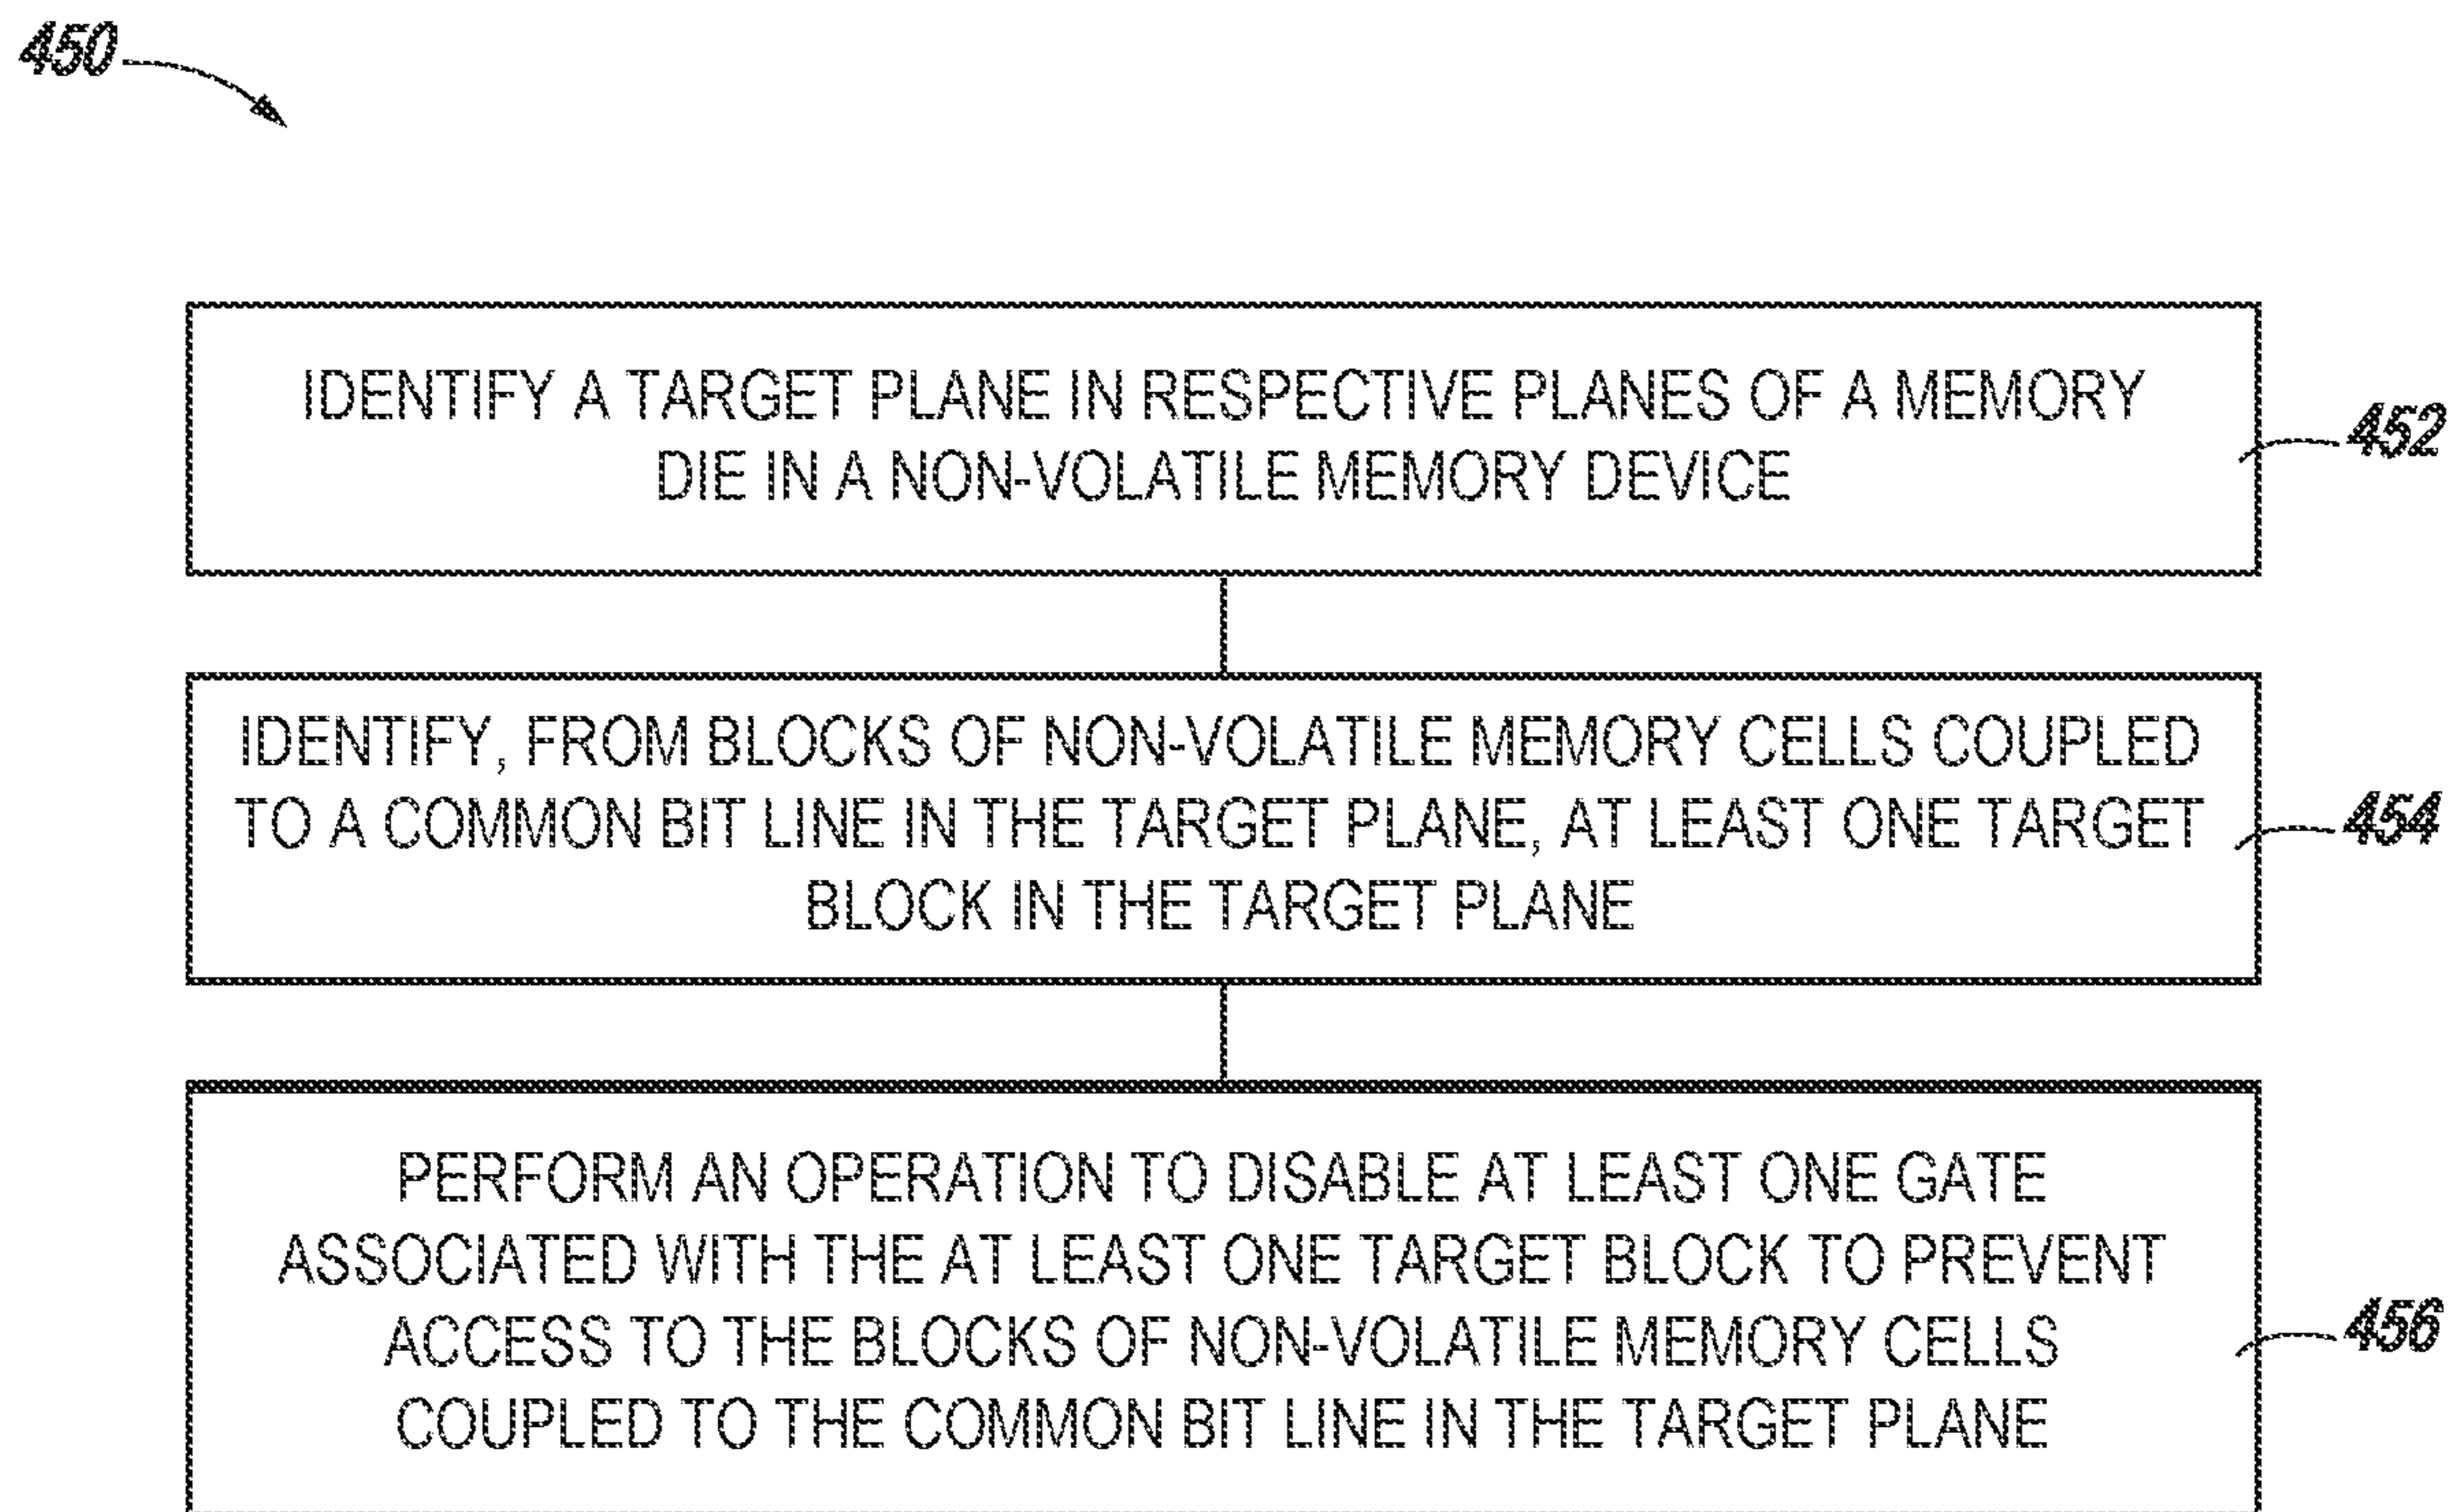 450
IDENTIFY A TARGET PLANE IN RESPECTIVE PLANES OF A MEMORY
DIE IN A NON-VOLATILE MEMORY DEVICE
452
IDENTIFY, FROM BLOCKS OF NON-VOLATILE MEMORY CELLS COUPLED
TO A COMMON BIT LINE IN THE TARGET PLANE, AT LEAST ONE TARGET
BLOCK IN THE TARGET PLANE
454
PERFORM AN OPERATION TO DISABLE AT LEAST ONE GATE
ASSOCIATED WITH THE AT LEAST ONE TARGET BLOCK TO PREVENT
ACCESS TO THE BLOCKS OF NON-VOLATILE MEMORY CELLS
COUPLED TO THE COMMON BIT LINE IN THE TARGET PLANE
456